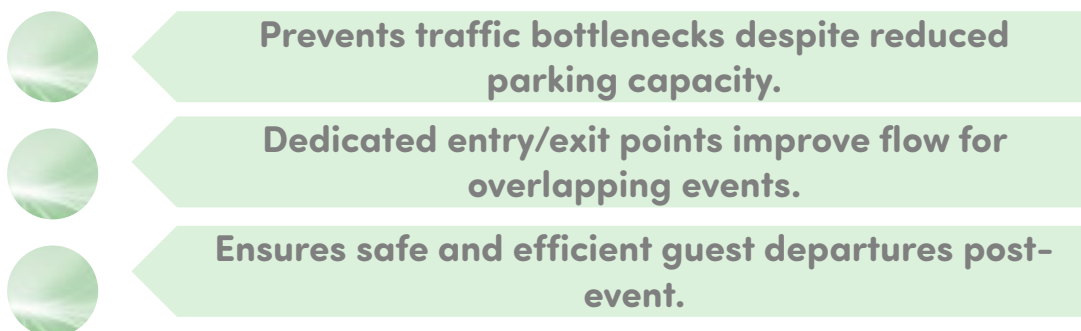 Prevents traffic bottlenecks despite reduced
parking capacity.
Dedicated entry/exit points improve flow for
overlapping events.
Ensures safe and efficient guest departures post-
event.